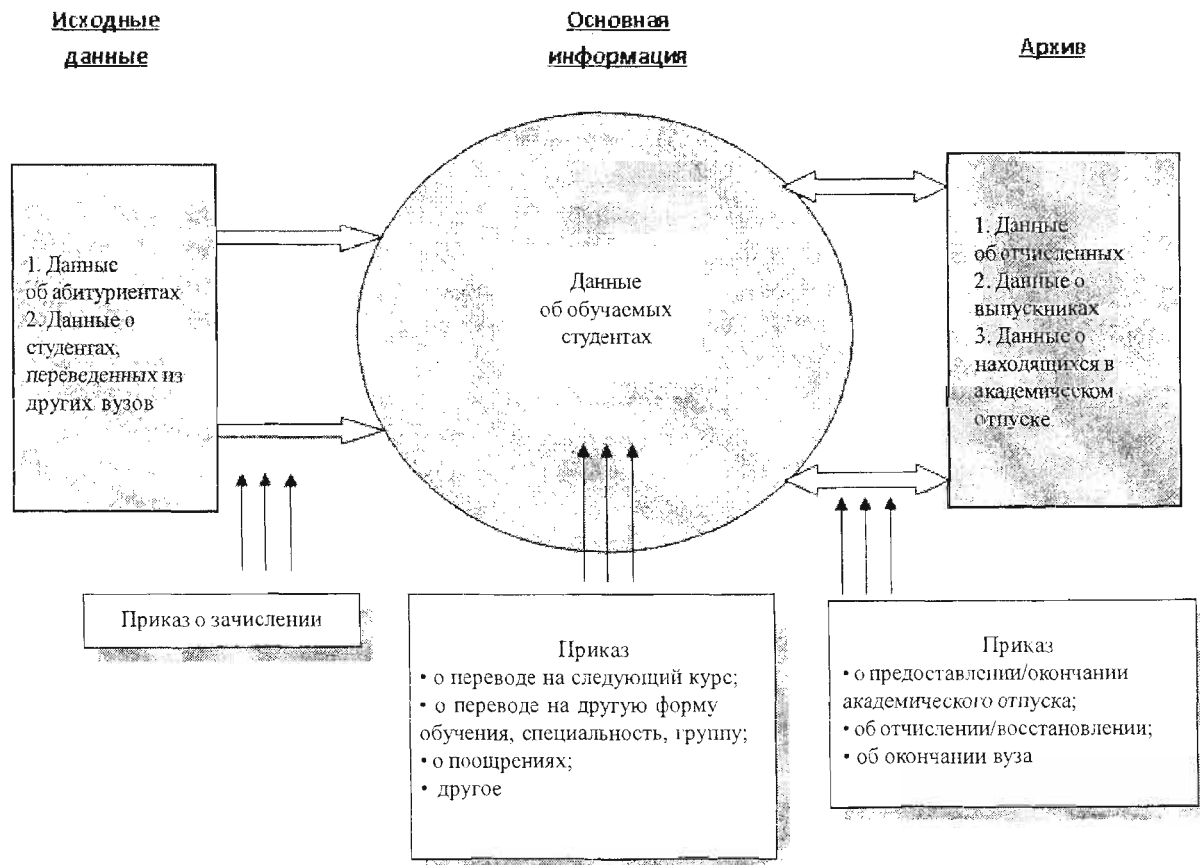 Исходные
данные
Основная
информация
Архив
1. Данные
об абитуриентах
2. Данные о
студентах,
переведенных из
других вузов
Данные
об обучаемых
студентах
1. Данные
об отчисленных
2. Данные о
выпускниках
3. Данные о
находящихся в
академическом
отпуске
Приказ о зачислении
Приказ
• о переводе на следующий курс;
• о переводе на другую форму
обучения, специальность, группу;
• о поощрениях;
• другое
Приказ
• о предоставлении/окончании
академического отпуска;
• об отчислении/восстановлении;
• об окончании вуза